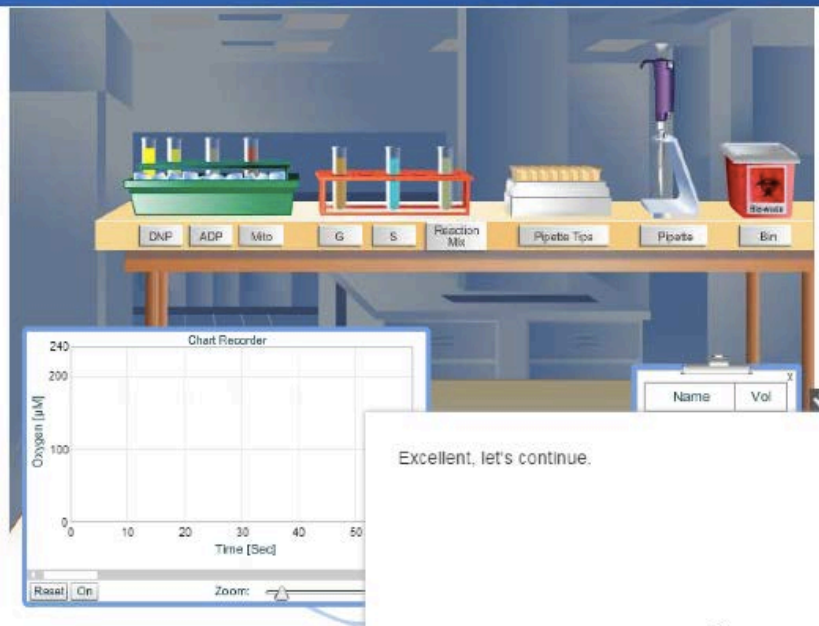 Biowaste
DNP ADP Mito G S Reaction Mix Pipette Tips Pipette Bin
Chart Recorder
240
200
100
0
Oxygen [µM]
0 10 20 30 40 50
Time [Sec]
Reset On Zoom:
x
Name Vol
Excellent, let's continue.